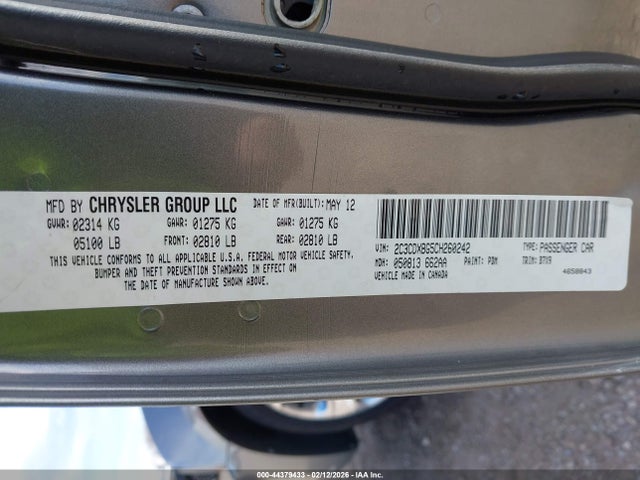 MFD BY CHRYSLER GROUP LLC DATE OF MFR(BUILT): MAY 12
GVWR: 02314 KG GAWR: 01275 KG GAWR: 01275 KG
05100 LB FRONT: 02810 LB REAR: 02810 LB
THIS VEHICLE CONFORMS TO ALL APPLICABLE U.S.A. FEDERAL MOTOR VEHICLE SAFETY,
BUMPER AND THEFT PREVENTION STANDARDS IN EFFECT ON
THE DATE OF MANUFACTURE SHOWN ABOVE.
VIN: 2C3CDXBG5CH260242 TYPE: PASSENGER CAR
MDH: 050813 662AA PAINT: PDM TRIM: B7X9
VEHICLE MADE IN CANADA 4658843
000-44379433 - 02/12/2026 - IAA Inc.